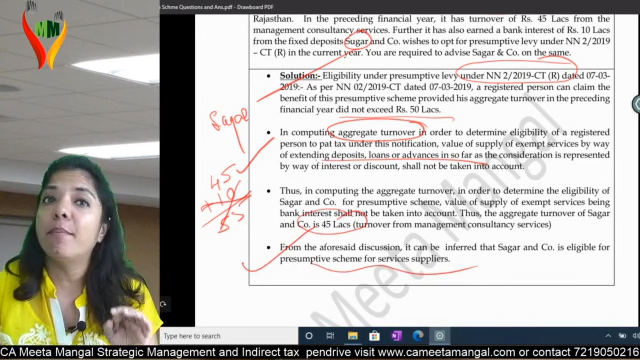 Schme Questions and Ans.pdf - Drawboard PDF
Rajasthan. In the preceding financial year, it has turnover of Rs. 45 Lacs from the
management consultancy services. Further it has also earned a bank interest of Rs. 10 Lacs
from the fixed deposits Sugar and Co. wishes to opt for presumptive levy under NN 2/2019
– CT (R) in the current year. You are required to advise Sagar & Co. on the same.
• Solution:- Eligibility under presumptive levy under NN 2/2019-CT (R) dated 07-03-
2019:- As per NN 02/2019-CT dated 07-03-2019, a registered person can claim the
benefit of this presumptive scheme provided his aggregate turnover in the preceding
financial year did not exceed Rs. 50 Lacs.
Sagar
• In computing aggregate turnover in order to determine eligibility of a registered
person to pat tax under this notification, value of supply of exempt services by way
of extending deposits, loans or advances in so far as the consideration is represented
by way of interest or discount, shall not be taken into account.
45
+10
55
• Thus, in computing the aggregate turnover, in order to determine the eligibility of Sagar
and Co. for presumptive scheme, value of supply of exempt services being
bank interest shall not be taken into account. Thus, the aggregate turnover of Sagar
and Co. is 45 Lacs (turnover from management consultancy services)
• From the aforesaid discussion, it can be inferred that Sagar and Co. is eligible for
presumptive scheme for services suppliers.
Meeta Mangal
MM
Type here to search
CA Meeta Mangal Strategic Management and Indirect tax pendrive visit www.cameetamangal.com or contact 7219050016